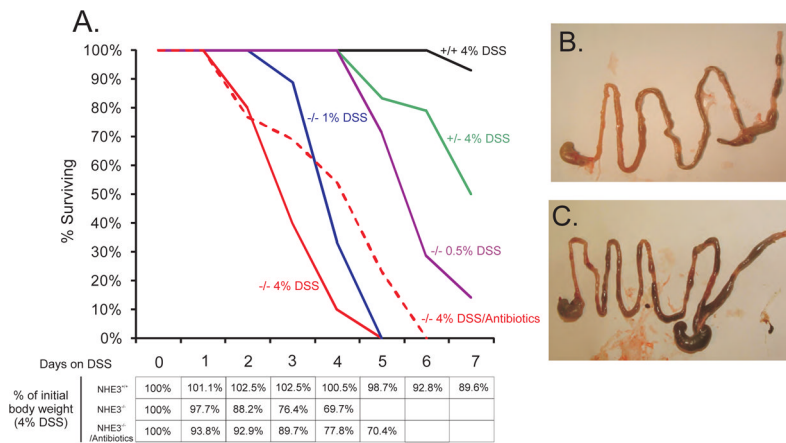 A.
B.
C.
% Surviving
100%
90%
80%
70%
60%
50%
40%
30%
20%
10%
0%
+/+ 4% DSS
-/- 1% DSS
+/- 4% DSS
-/- 0.5% DSS
-/- 4% DSS
-/- 4% DSS/Antibiotics
Days on DSS 0 1 2 3 4 5 6 7
% of initial body weight (4% DSS)
NHE3+/+ 100% 101.1% 102.5% 102.5% 100.5% 98.7% 92.8% 89.6%
NHE3-/- 100% 97.7% 88.2% 76.4% 69.7%
NHE3-/- /Antibiotics 100% 93.8% 92.9% 89.7% 77.8% 70.4%